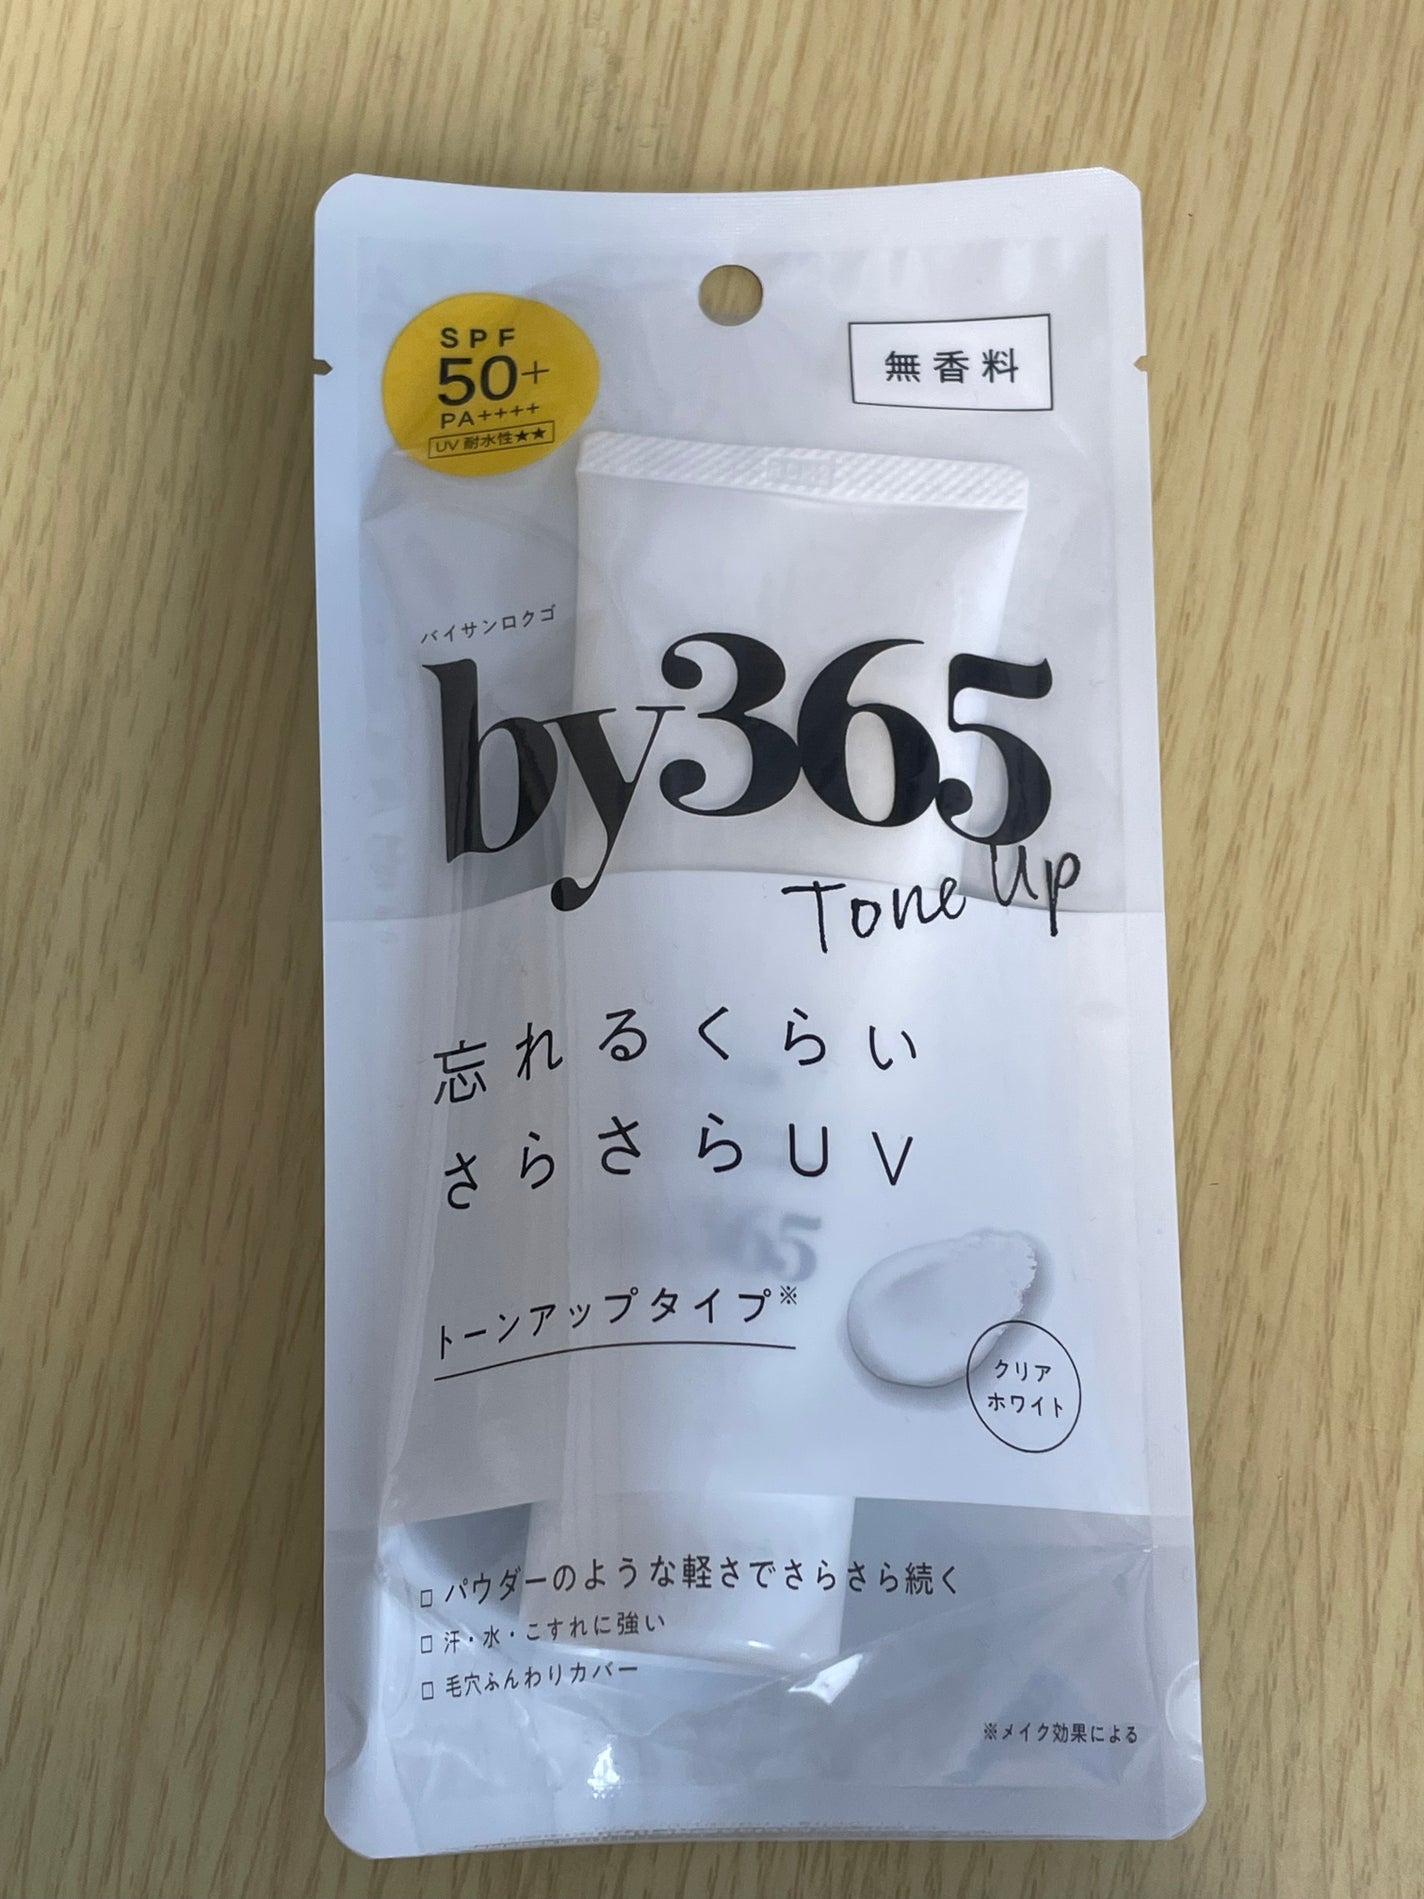 SPF
50+
PA++++
UV 耐水性★★
無香料
バイサンロクゴ
by365
Tone Up
忘れるくらい
さらさらUV
365
トーンアップタイプ※
クリア
ホワイト
□ パウダーのような軽さでさらさら続く
□ 汗・水・こすれに強い
□ 毛穴ふんわりカバー
※メイク効果による